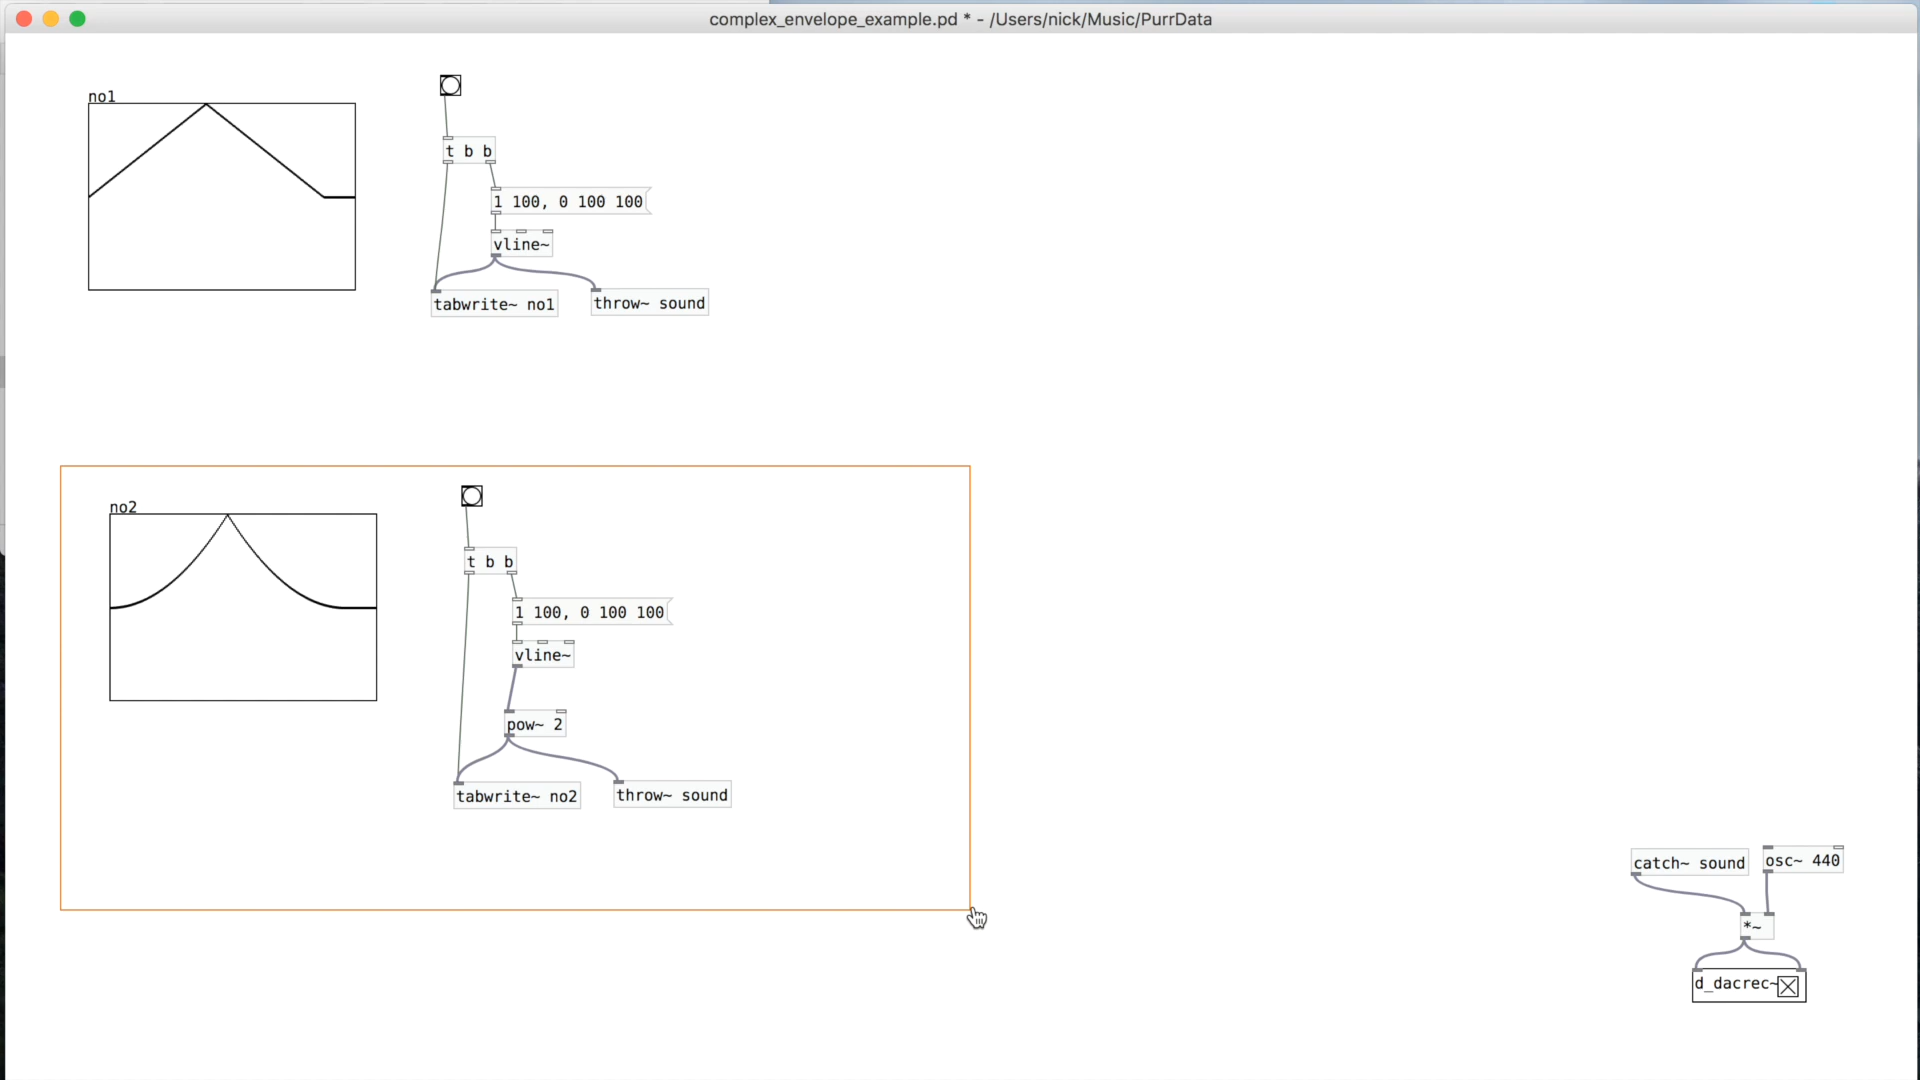 complex_envelope_example.pd * - /Users/nick/Music/PurrData
no1
t b b
1 100, 0 100 100
vline~
tabwrite~ no1
throw~ sound
no2
t b b
1 100, 0 100 100
vline~
pow~ 2
tabwrite~ no2
throw~ sound
catch~ sound
osc~ 440
*~
d_dacrec~